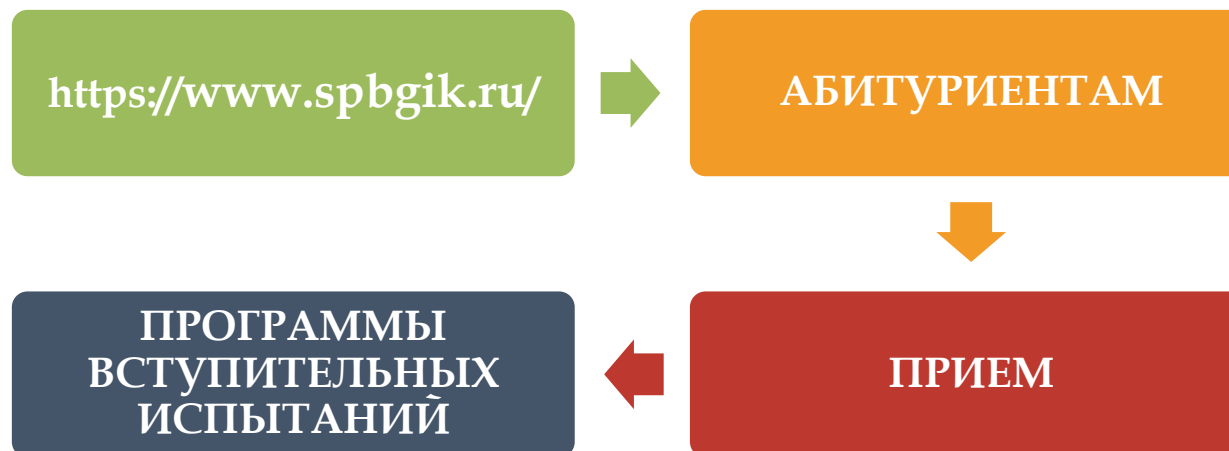 https://www.spbgik.ru/
АБИТУРИЕНТАМ
ПРИЕМ
ПРОГРАММЫ
ВСТУПИТЕЛЬНЫХ
ИСПЫТАНИЙ